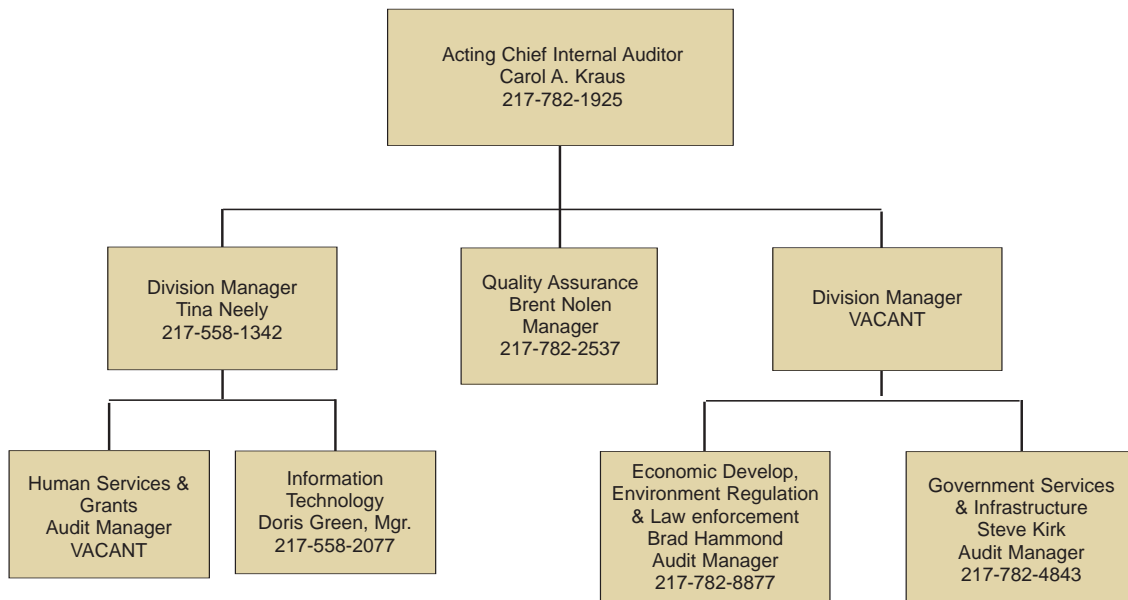 Acting Chief Internal Auditor
Carol A. Kraus
217-782-1925
Division Manager
Tina Neely
217-558-1342
Quality Assurance
Brent Nolen
Manager
217-782-2537
Division Manager
VACANT
Human Services &
Grants
Audit Manager
VACANT
Information
Technology
Doris Green, Mgr.
217-558-2077
Economic Develop,
Environment Regulation
& Law enforcement
Brad Hammond
Audit Manager
217-782-8877
Government Services
& Infrastructure
Steve Kirk
Audit Manager
217-782-4843